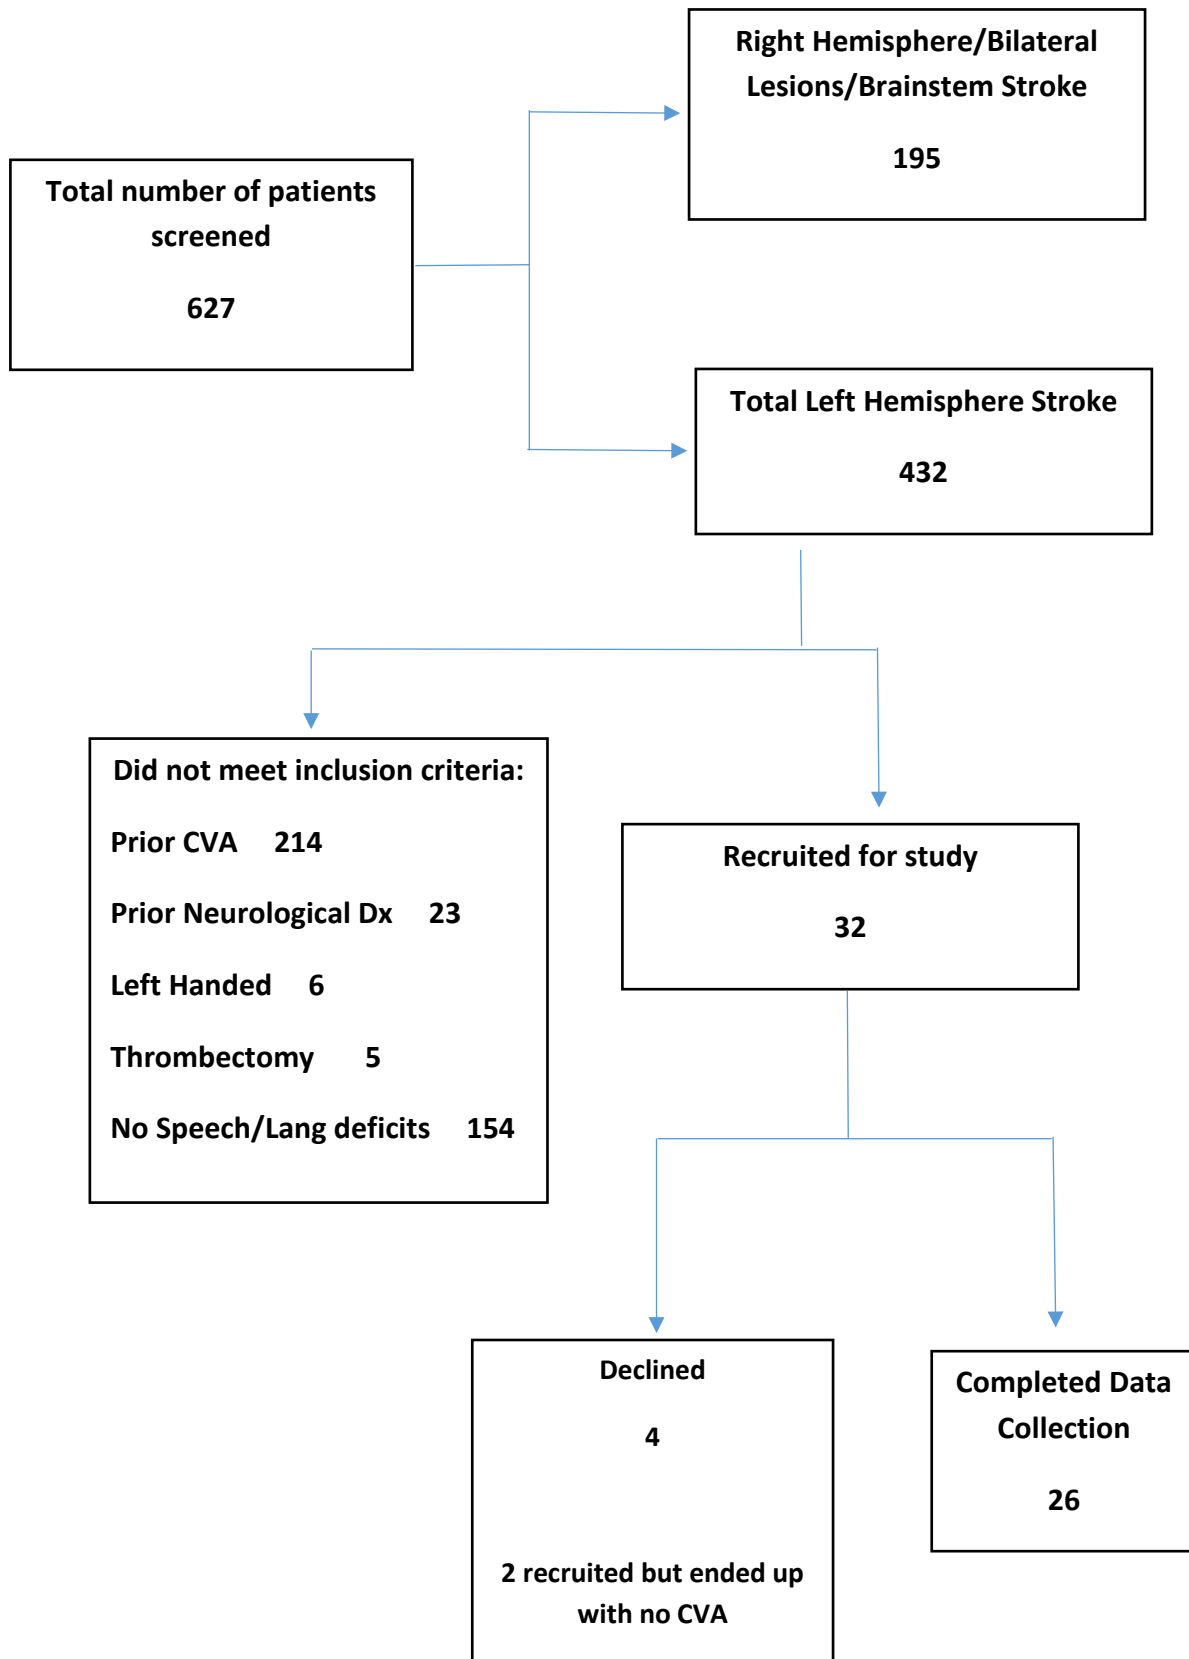 Right Hemisphere/Bilateral
Lesions/Brainstem Stroke
195
Total number of patients
screened
627
Total Left Hemisphere Stroke
432
Did not meet inclusion criteria:
Prior CVA 214
Prior Neurological Dx 23
Left Handed 6
Thrombectomy 5
No Speech/Lang deficits 154
Recruited for study
32
Declined
4
2 recruited but ended up
with no CVA
Completed Data
Collection
26